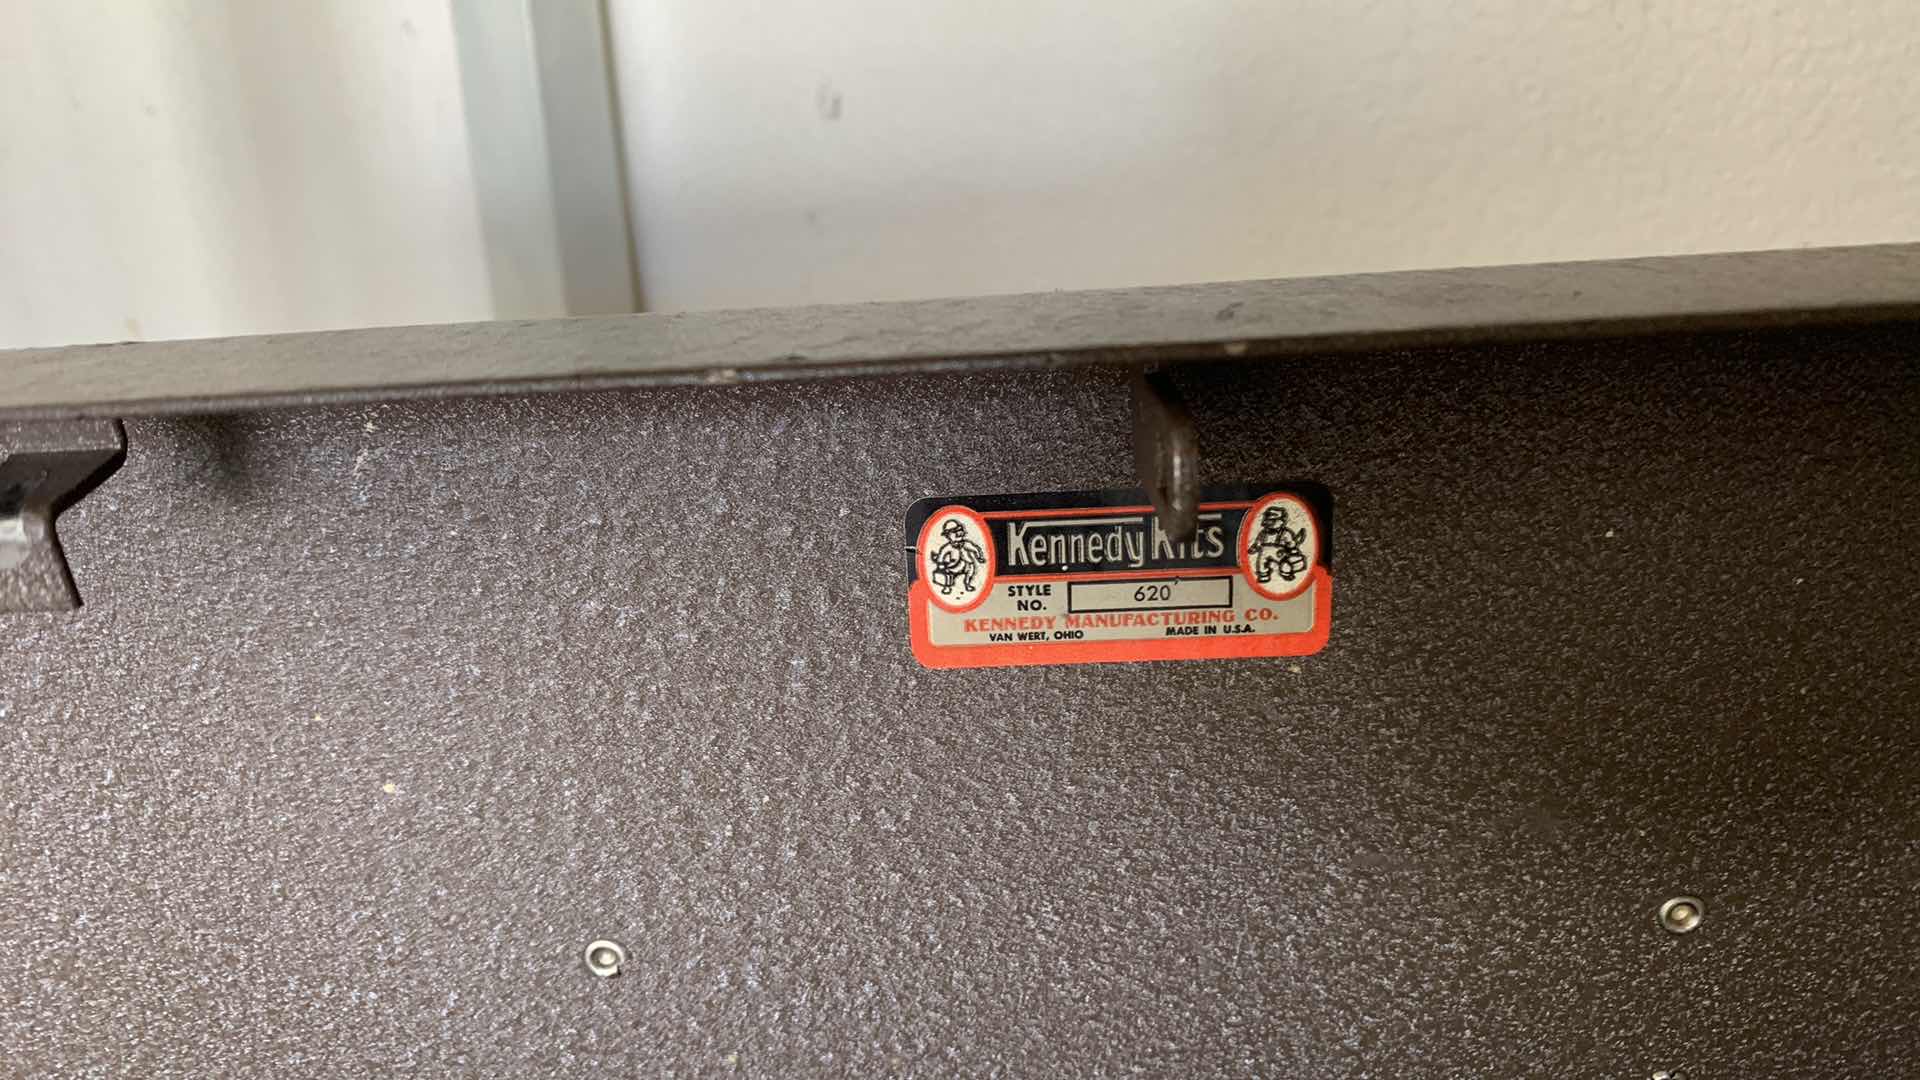 Kennedy Kits
STYLE NO. 620
KENNEDY MANUFACTURING CO.
VAN WERT, OHIO MADE IN U.S.A.